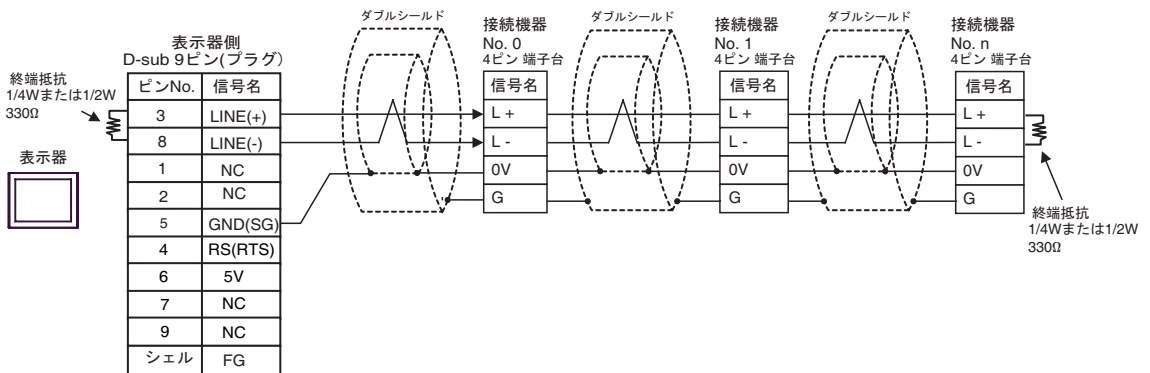 表示器側
D-sub 9ピン(プラグ)
終端抵抗
1/4Wまたは1/2W
330Ω
表示器
ピンNo. 信号名
3 LINE(+)
8 LINE(-)
1 NC
2 NC
5 GND(SG)
4 RS(RTS)
6 5V
7 NC
9 NC
シェル FG
ダブルシールド
接続機器
No. 0
4ピン 端子台
信号名
L +
L -
0V
G
ダブルシールド
接続機器
No. 1
4ピン 端子台
信号名
L +
L -
0V
G
ダブルシールド
接続機器
No. n
4ピン 端子台
信号名
L +
L -
0V
G
終端抵抗
1/4Wまたは1/2W
330Ω